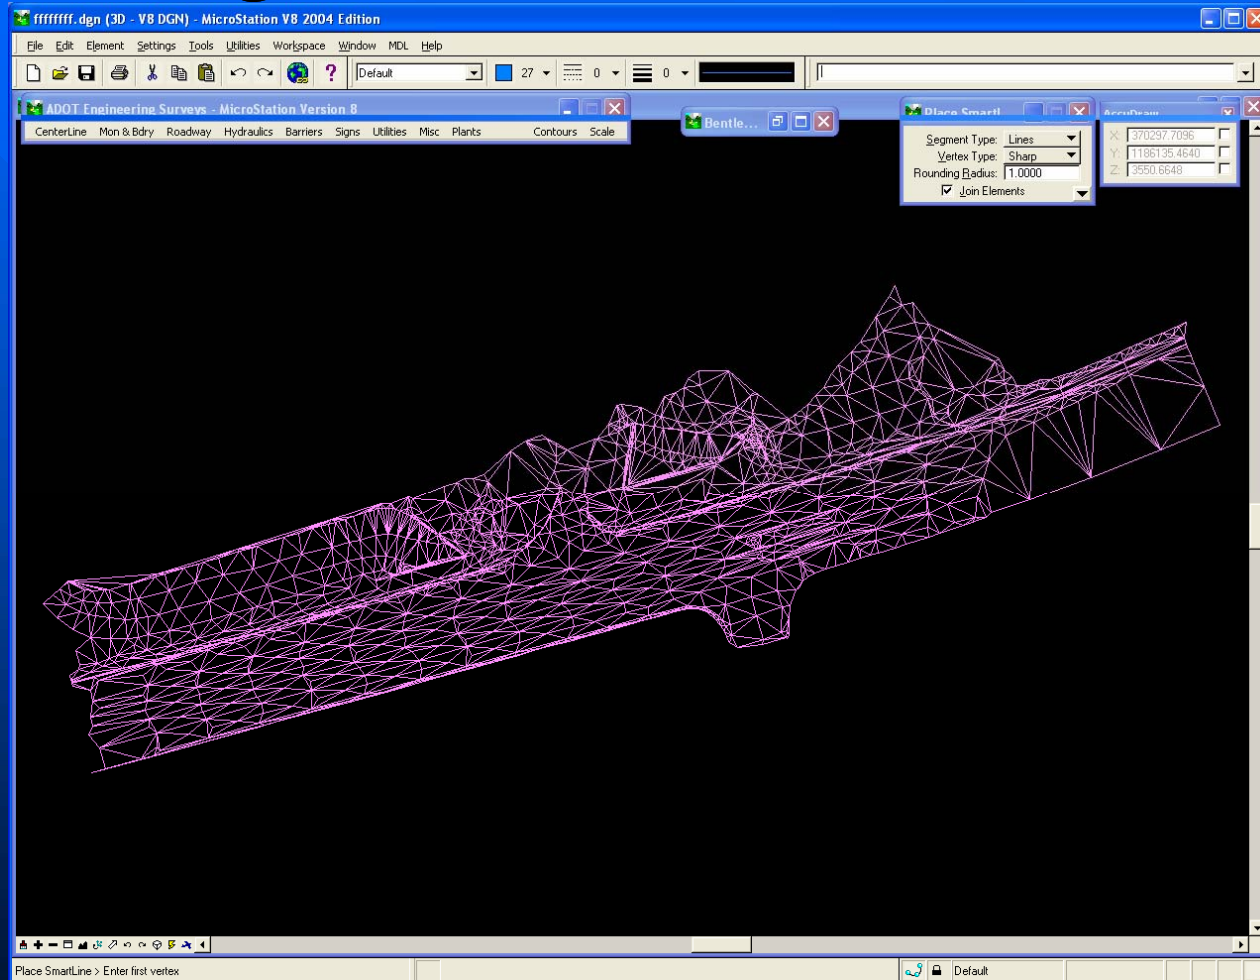 ffffffff.dgn (3D - V8 DGN) - MicroStation V8 2004 Edition
File Edit Element Settings Tools Utilities Workspace Window MDL Help
Default 27 0 0
ADOT Engineering Surveys - MicroStation Version 8
CenterLine Mon & Bdry Roadway Hydraulics Barriers Signs Utilities Misc Plants Contours Scale
Bentle...
Place Smartl
Segment Type: Lines
Vertex Type: Sharp
Rounding Radius: 1.0000
Join Elements
AccuDraw
X: 370297.7096
Y: 1186135.4640
Z: 3550.6648
Place SmartLine > Enter first vertex
Default